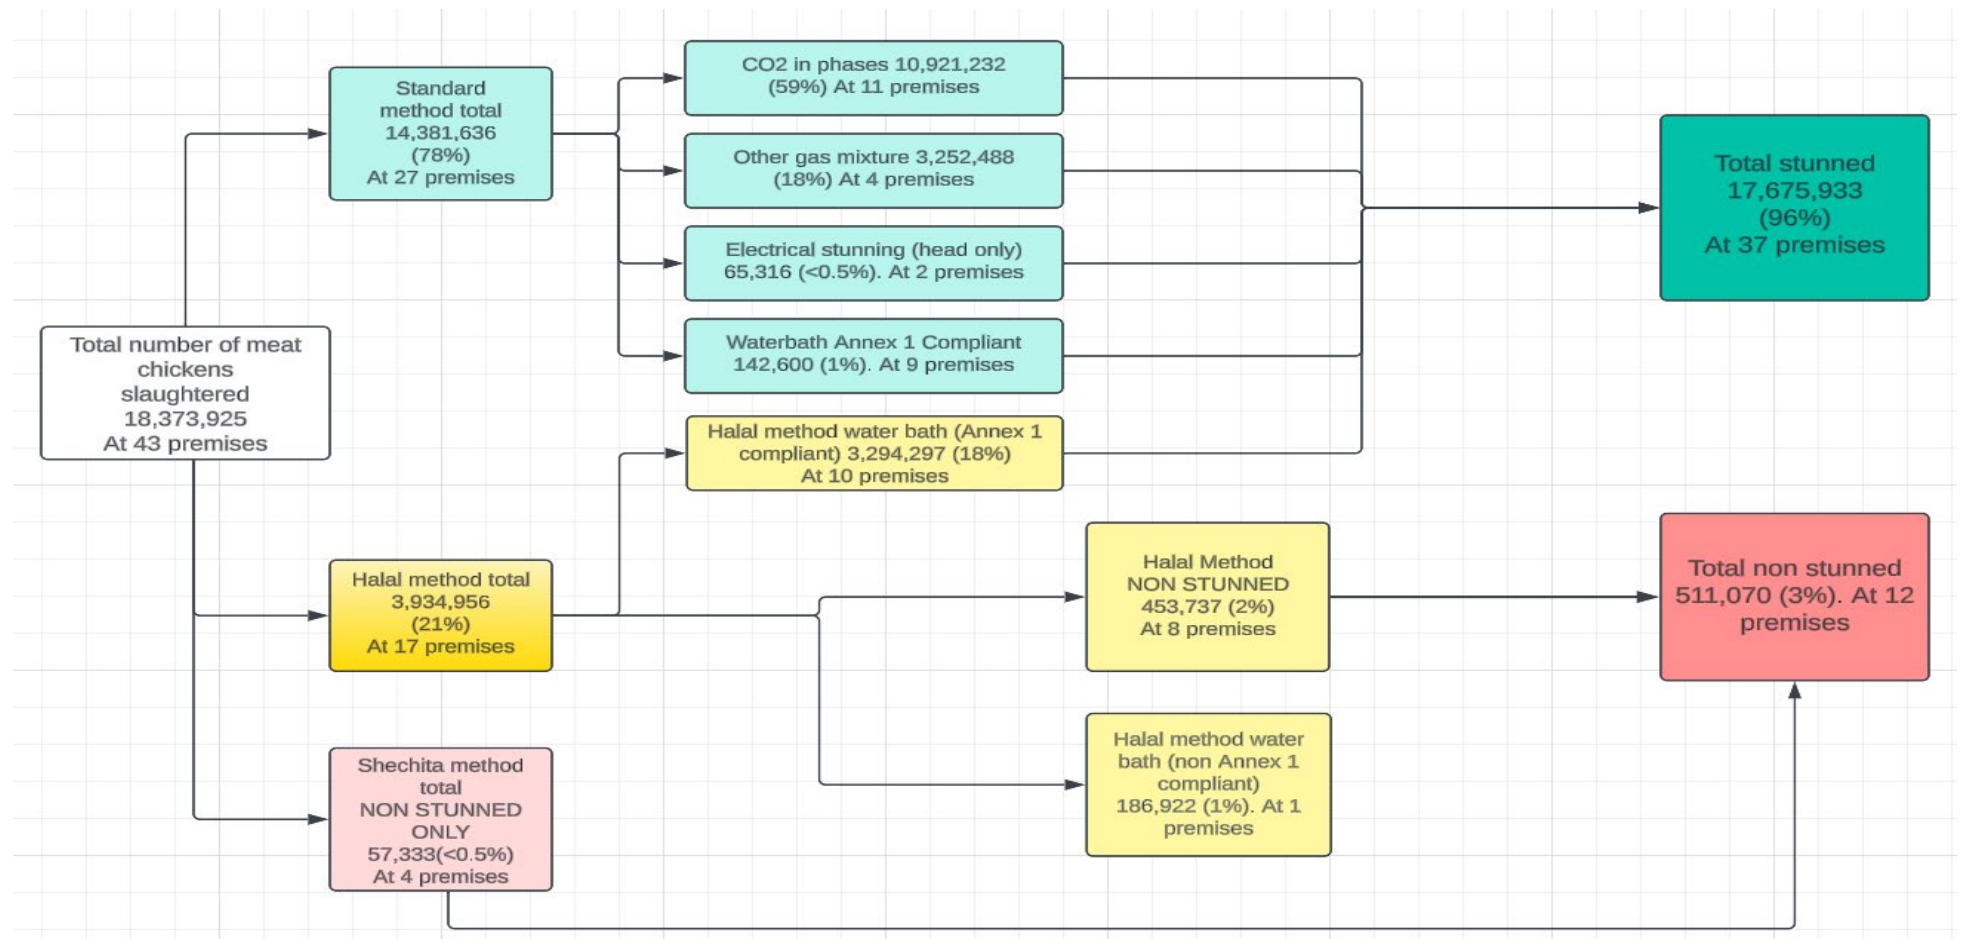 Total number of meat
chickens
slaughtered
18,373,925
At 43 premises
Standard
method total
14,381,636
(78%)
At 27 premises
CO2 in phases 10,921,232
(59%) At 11 premises
Other gas mixture 3,252,488
(18%) At 4 premises
Electrical stunning (head only)
65,316 (<0.5%). At 2 premises
Waterbath Annex 1 Compliant
142,600 (1%). At 9 premises
Total stunned
17,675,933
(96%)
At 37 premises
Halal method total
3,934,956
(21%)
At 17 premises
Halal method water bath (Annex 1
compliant) 3,294,297 (18%)
At 10 premises
Halal Method
NON STUNNED
453,737 (2%)
At 8 premises
Halal method water
bath (non Annex 1
compliant)
186,922 (1%). At 1
premises
Shechita method
total
NON STUNNED
ONLY
57,333(<0.5%)
At 4 premises
Total non stunned
511,070 (3%). At 12
premises